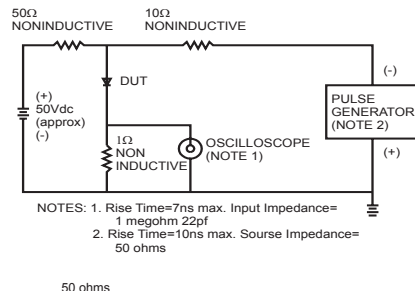 50Ω
NONINDUCTIVE
10Ω
NONINDUCTIVE
DUT
(+)
50Vdc
(approx)
(-)
1Ω
NON
INDUCTIVE
OSCILLOSCOPE
(NOTE 1)
(-)
PULSE
GENERATOR
(NOTE 2)
(+)
NOTES: 1. Rise Time=7ns max. Input Impedance=
1 megohm 22pf
2. Rise Time=10ns max. Sourse Impedance=
50 ohms
50 ohms